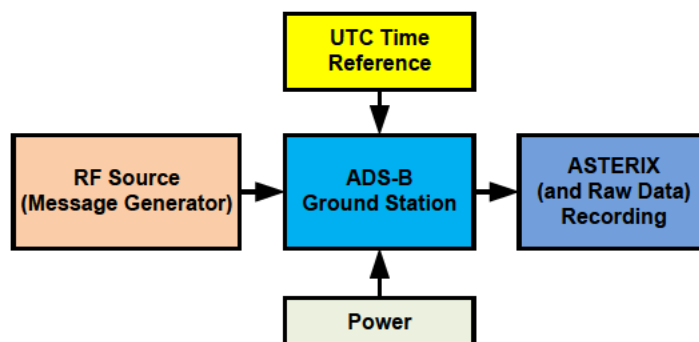 UTC Time
Reference
RF Source
(Message Generator)
ADS-B
Ground Station
ASTERIX
(and Raw Data)
Recording
Power